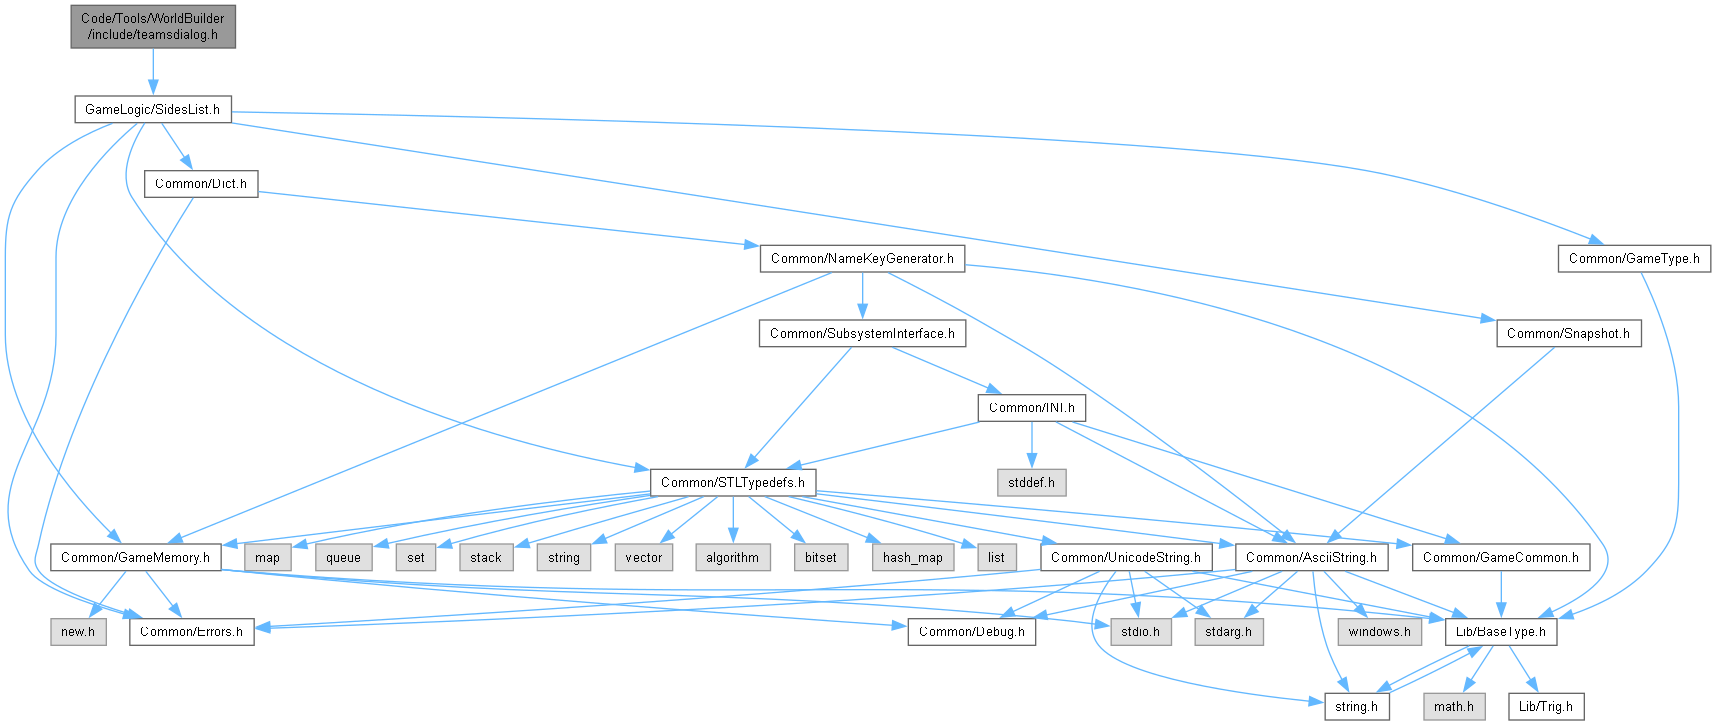 Code/Tools/WorldBuilder
/include/teamsdialog.h
GameLogic/SidesList.h
Common/Dict.h
Common/NameKeyGenerator.h
Common/GameType.h
Common/SubsystemInterface.h
Common/Snapshot.h
Common/INI.h
Common/STLTypedefs.h
stddef.h
Common/GameMemory.h
map
queue
set
stack
string
vector
algorithm
bitset
hash_map
list
Common/UnicodeString.h
Common/AsciiString.h
Common/GameCommon.h
new.h
Common/Errors.h
Common/Debug.h
stdio.h
stdarg.h
windows.h
Lib/BaseType.h
string.h
math.h
Lib/Trig.h